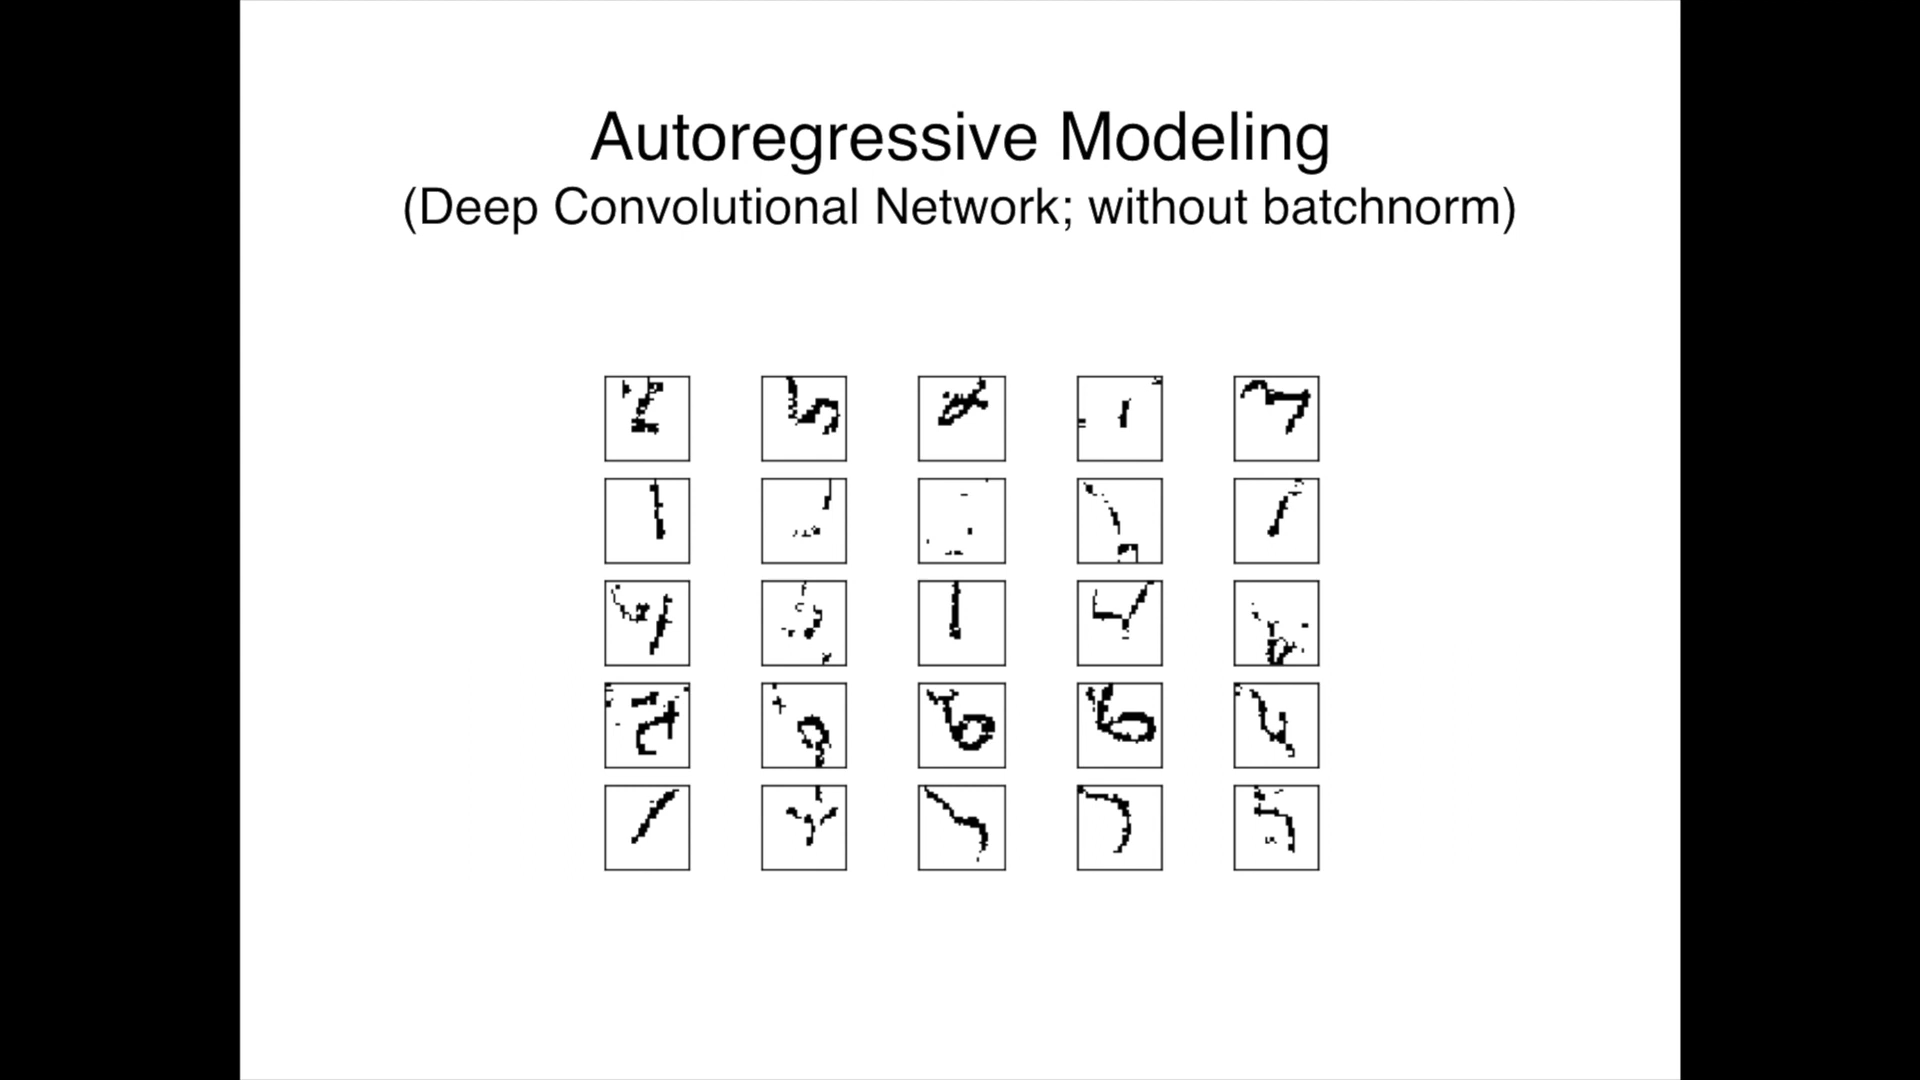 Autoregressive Modeling
(Deep Convolutional Network; without batchnorm)